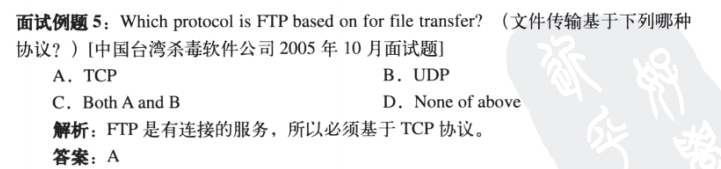 面试例题 5：Which protocol is FTP based on for file transfer? （文件传输基于下列哪种
协议？）[中国台湾杀毒软件公司 2005 年 10 月面试题]
A．TCP B．UDP
C．Both A and B D．None of above
解析：FTP 是有连接的服务，所以必须基于 TCP 协议。
答案：A